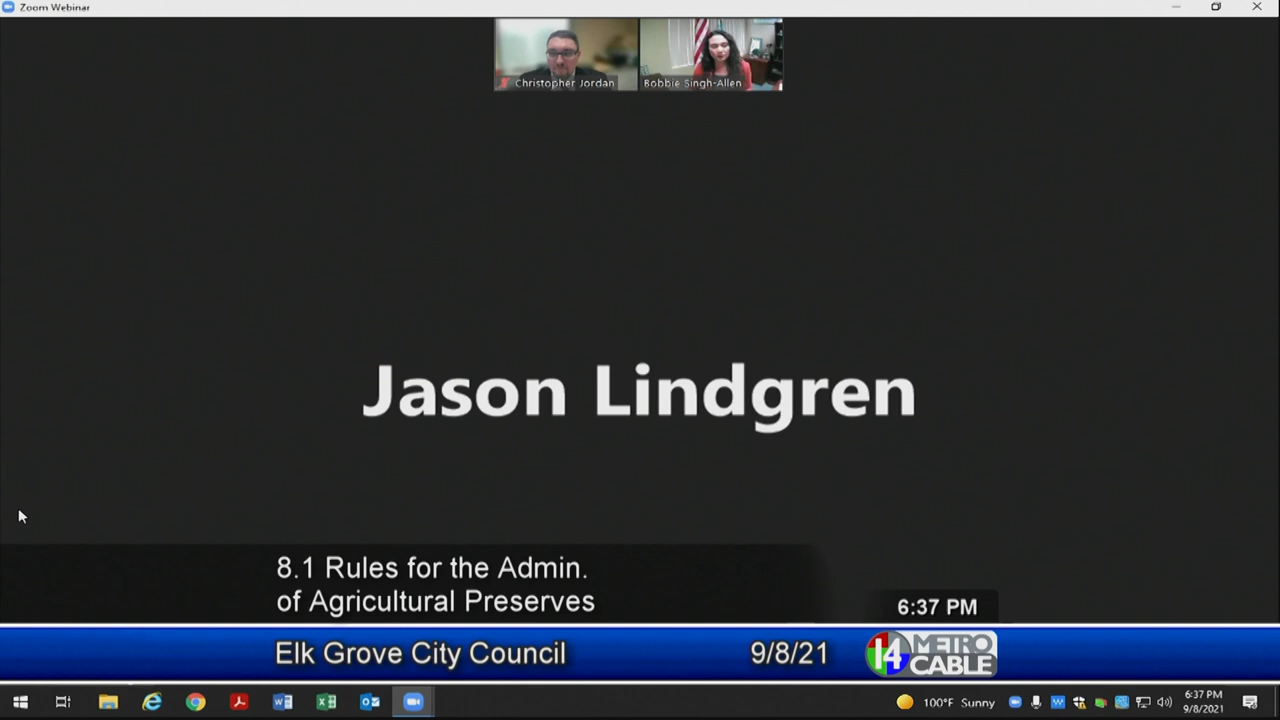 Zoom Webinar
Christopher Jordan
Bobbie Singh-Allen
Jason Lindgren
8.1 Rules for the Admin.
of Agricultural Preserves
6:37 PM
Elk Grove City Council
9/8/21
14 METRO
CABLE
100°F Sunny
6:37 PM
9/8/2021